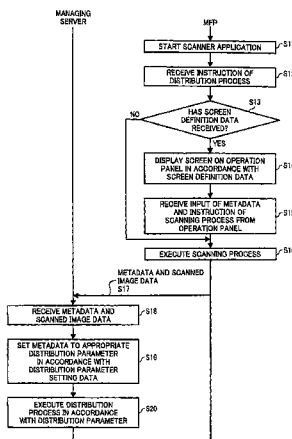 MANAGING
SERVER
MFP
START SCANNER APPLICATION
S11
RECEIVE INSTRUCTION OF
DISTRIBUTION PROCESS
S12
S13
HAS SCREEN
DEFINITION DATA
RECEIVED?
NO
YES
DISPLAY SCREEN ON OPERATION
PANEL IN ACCORDANCE WITH
SCREEN DEFINITION DATA
RECEIVE INPUT OF METADATA
AND INSTRUCTION OF
SCANNING PROCESS FROM
OPERATION PANEL
EXECUTE SCANNING PROCESS
METADATA AND SCANNED
IMAGE DATA
S17
RECEIVE METADATA AND
SCANNED IMAGE DATA
S18
SET METADATA TO APPROPRIATE
DISTRIBUTION PARAMETER
IN ACCORDANCE WITH
DISTRIBUTION PARAMETER
SETTING DATA
S19
EXECUTE DISTRIBUTION
PROCESS IN ACCORDANCE
WITH DISTRIBUTION PARAMETER
S20